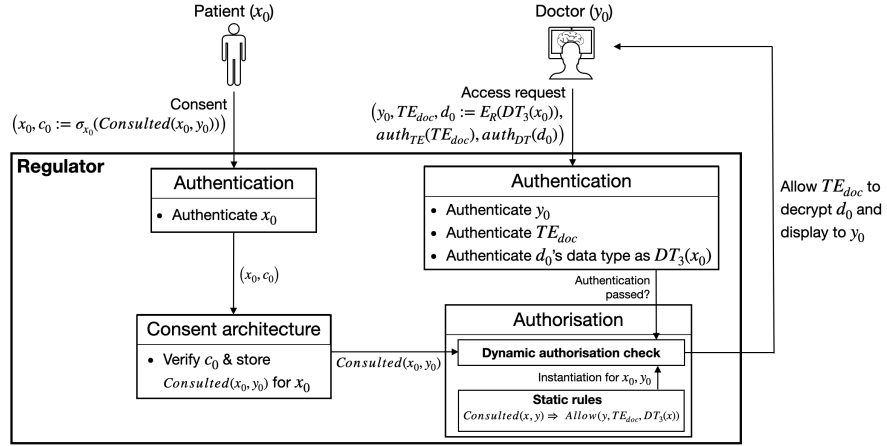 Patient (x₀)
Doctor (y₀)
Consent
(x₀, c₀ := σₓ₀(Consulted(x₀, y₀)))
Access request
(y₀, TE_doc, d₀ := E_R(DT₃(x₀)),
auth_TE(TE_doc), auth_DT(d₀))
Regulator
Authentication
• Authenticate x₀
Authentication
• Authenticate y₀
• Authenticate TE_doc
• Authenticate d₀'s data type as DT₃(x₀)
Allow TE_doc to
decrypt d₀ and
display to y₀
(x₀, c₀)
Authentication
passed?
Consent architecture
• Verify c₀ & store
Consulted(x₀, y₀) for x₀
Consulted(x₀, y₀)
Authorisation
Dynamic authorisation check
Instantiation for x₀, y₀
Static rules
Consulted(x, y) ⇒ Allow(y, TE_doc, DT₃(x))